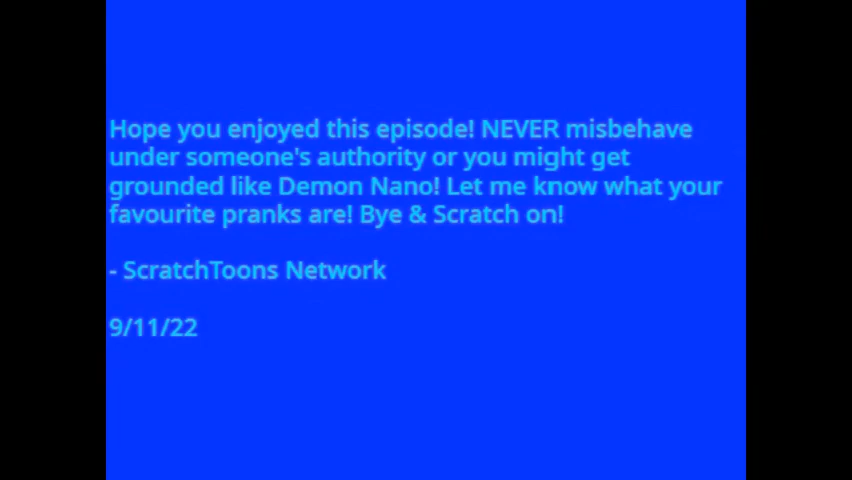 Hope you enjoyed this episode! NEVER misbehave
under someone's authority or you might get
grounded like Demon Nano! Let me know what your
favourite pranks are! Bye & Scratch on!
- ScratchToons Network
9/11/22